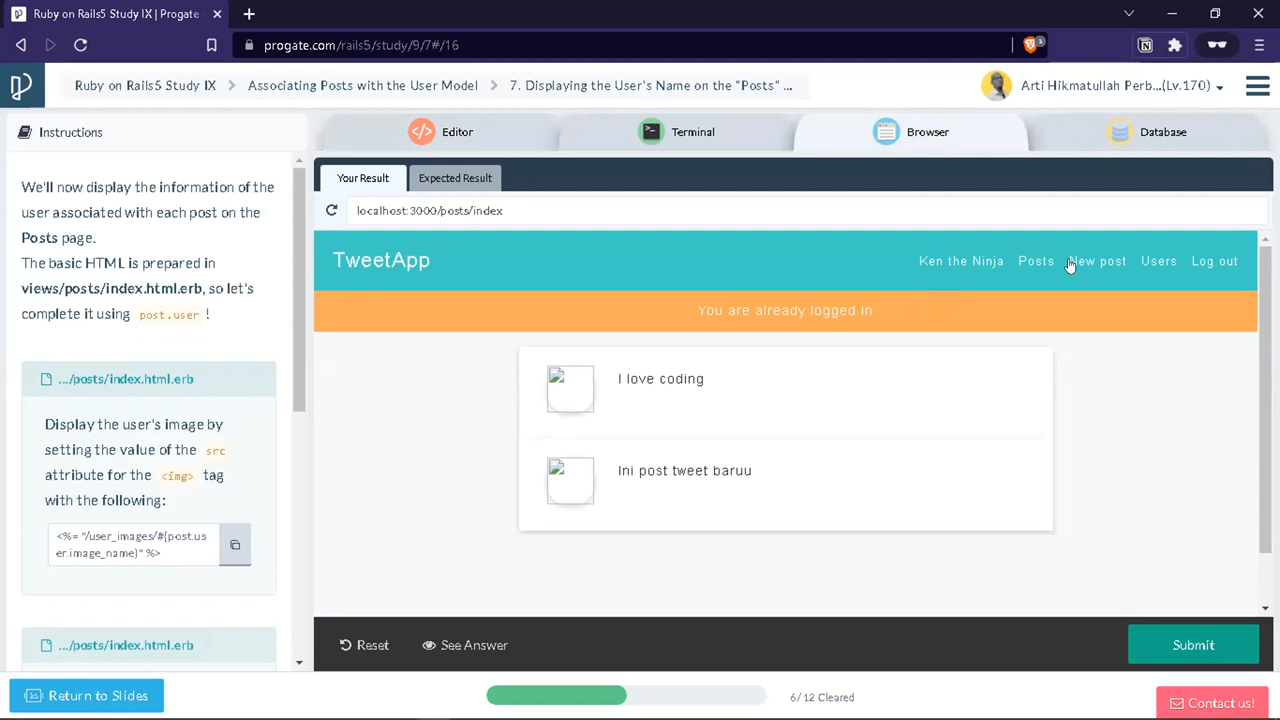 Ruby on Rails5 Study IX | Progate
progate.com/rails5/study/9/7#/16
3
Ruby on Rails5 Study IX
Associating Posts with the User Model
7. Displaying the User's Name on the "Posts" ...
Arti Hikmatullah Perb...(Lv.170)
Instructions
Editor
Terminal
Browser
Database
We'll now display the information of the
user associated with each post on the
Posts page.
The basic HTML is prepared in
views/posts/index.html.erb, so let's
complete it using post.user !
.../posts/index.html.erb
Display the user's image by
setting the value of the src
attribute for the <img> tag
with the following:
<%= "/user_images/#{post.us
er.image_name}" %>
.../posts/index.html.erb
Your Result
Expected Result
localhost:3000/posts/index
TweetApp
Ken the Ninja
Posts
New post
Users
Log out
You are already logged in
I love coding
Ini post tweet baruu
Reset
See Answer
Submit
Return to Slides
6/12 Cleared
Contact us!